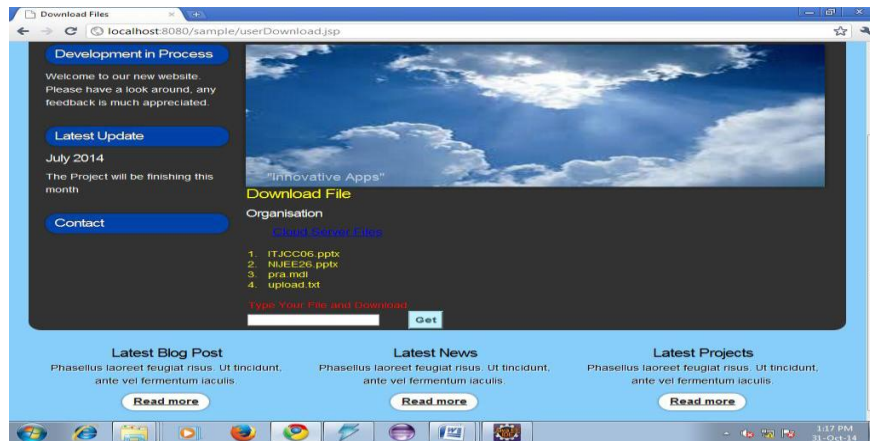 Download Files
localhost:8080/sample/userDownload.jsp
Development in Process
Welcome to our new website.
Please have a look around, any
feedback is much appreciated.
Latest Update
July 2014
The Project will be finishing this
month
Contact
"Innovative Apps"
Download File
Organisation
Cloud Server Files
1. ITJCC06.pptx
2. NIJEE26.pptx
3. pra.mdl
4. upload.txt
Type Your File and Download
Get
Latest Blog Post
Phasellus laoreet feugiat risus. Ut tincidunt,
ante vel fermentum iaculis.
Read more
Latest News
Phasellus laoreet feugiat risus. Ut tincidunt,
ante vel fermentum iaculis.
Read more
Latest Projects
Phasellus laoreet feugiat risus. Ut tincidunt,
ante vel fermentum iaculis.
Read more
1:17 PM
31-Oct-14